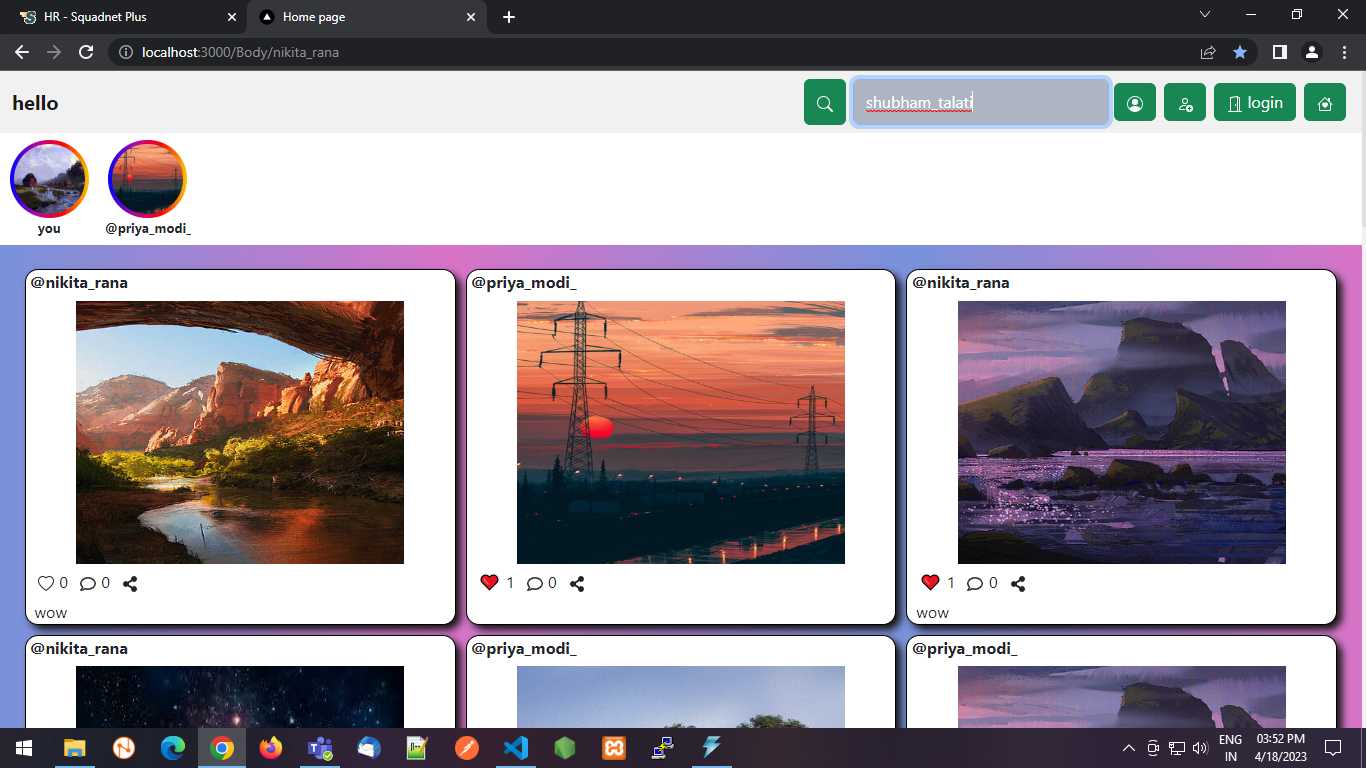 HR - Squadnet Plus
Home page
localhost:3000/Body/nikita_rana
hello
shubham_talati
login
you
@priya_modi_
@nikita_rana
@priya_modi_
@nikita_rana
0 0
1 0
1 0
wow
wow
@nikita_rana
@priya_modi_
@priya_modi_
ENG
IN
03:52 PM
4/18/2023